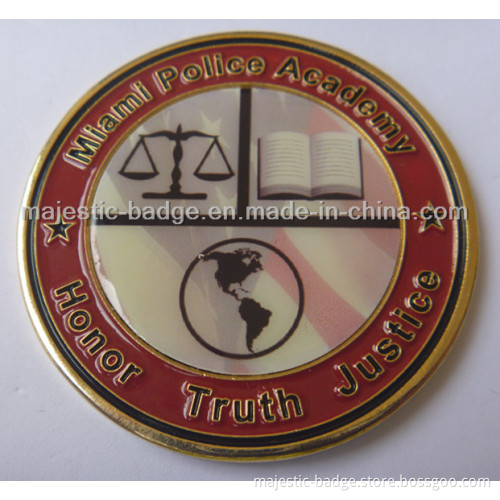 Miami Police Academy
majestic-badge.en.made-in-china.com
Honor Truth Justice
majestic-badge.store.bossgoo.com